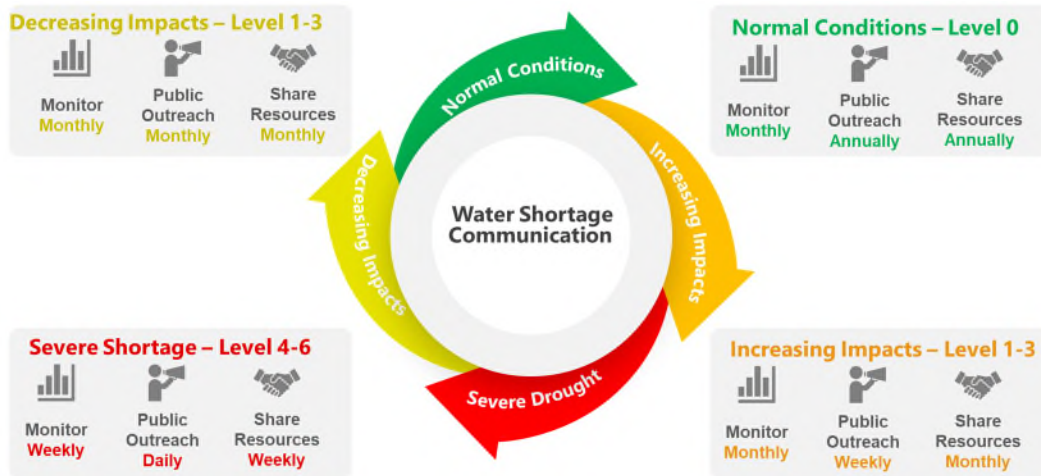 Decreasing Impacts – Level 1-3
Monitor
Monthly
Public
Outreach
Monthly
Share
Resources
Monthly
Normal Conditions – Level 0
Monitor
Monthly
Public
Outreach
Annually
Share
Resources
Annually
Normal Conditions
Increasing Impacts
Severe Drought
Decreasing Impacts
Water Shortage
Communication
Severe Shortage – Level 4-6
Monitor
Weekly
Public
Outreach
Daily
Share
Resources
Weekly
Increasing Impacts – Level 1-3
Monitor
Monthly
Public
Outreach
Weekly
Share
Resources
Monthly